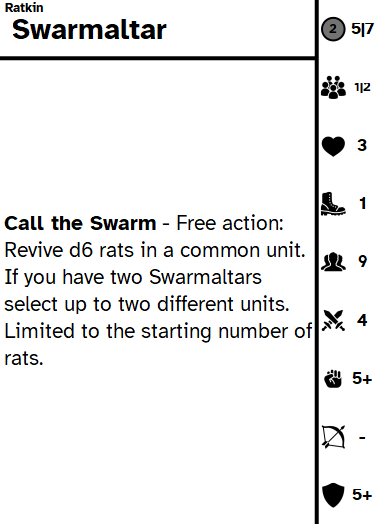 Ratkin
Swarmaltar
2 5|7
1|2
3
1
9
4
5+
-
5+
Call the Swarm - Free action:
Revive d6 rats in a common unit.
If you have two Swarmaltars
select up to two different units.
Limited to the starting number of
rats.